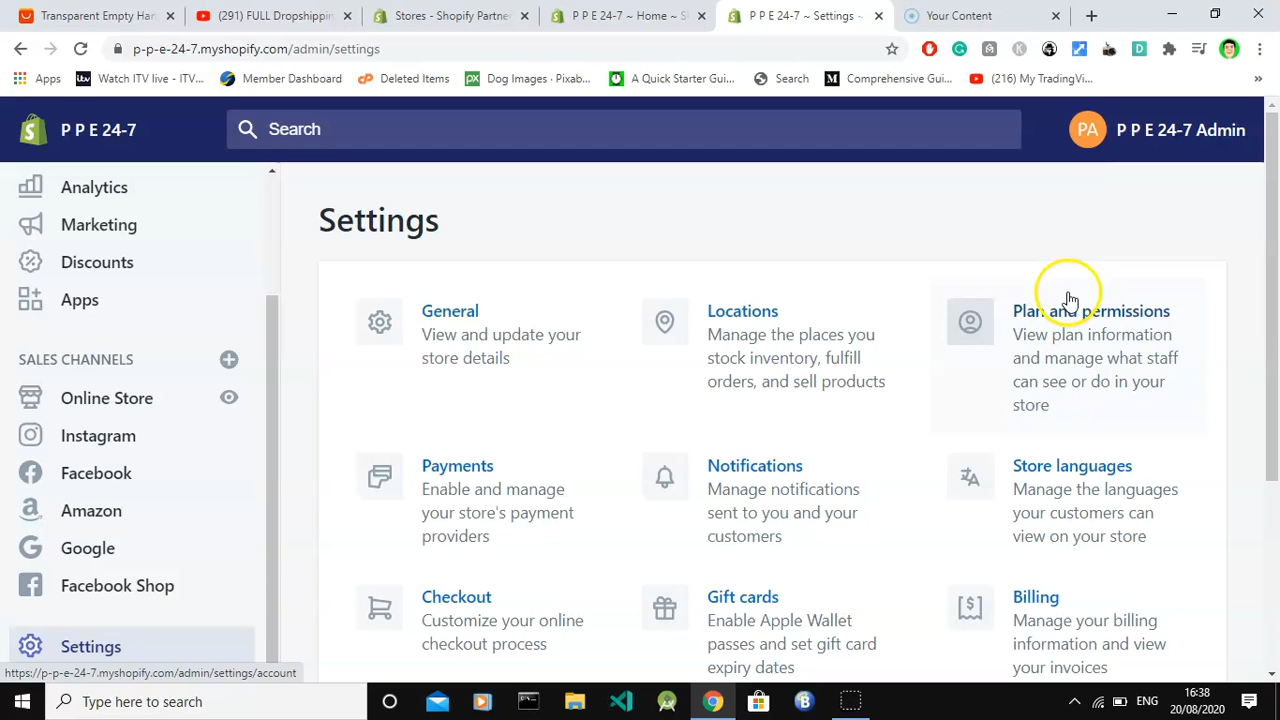 Transparent Empty Han
(291) FULL Dropshippin
Stores - Shopify Partner
P P E 24-7 ~ Home ~ S
P P E 24-7 ~ Settings ~
Your Content
p-p-e-24-7.myshopify.com/admin/settings
Apps
Watch ITV live - ITV...
Member Dashboard
Deleted Items
Dog Images · Pixab...
A Quick Starter Gui...
Search
Comprehensive Gui...
(216) My TradingVi...
»
P P E 24-7
Search
PA
P P E 24-7 Admin
Analytics
Marketing
Discounts
Apps
SALES CHANNELS
Online Store
Instagram
Facebook
Amazon
Google
Facebook Shop
Settings
https://p-p-e-24-7.myshopify.com/admin/settings/account
Settings
General
View and update your
store details
Locations
Manage the places you
stock inventory, fulfill
orders, and sell products
Plan and permissions
View plan information
and manage what staff
can see or do in your
store
Payments
Enable and manage
your store's payment
providers
Notifications
Manage notifications
sent to you and your
customers
Store languages
Manage the languages
your customers can
view on your store
Checkout
Customize your online
checkout process
Gift cards
Enable Apple Wallet
passes and set gift card
expiry dates
Billing
Manage your billing
information and view
your invoices
Type here to search
ENG
16:38
20/08/2020